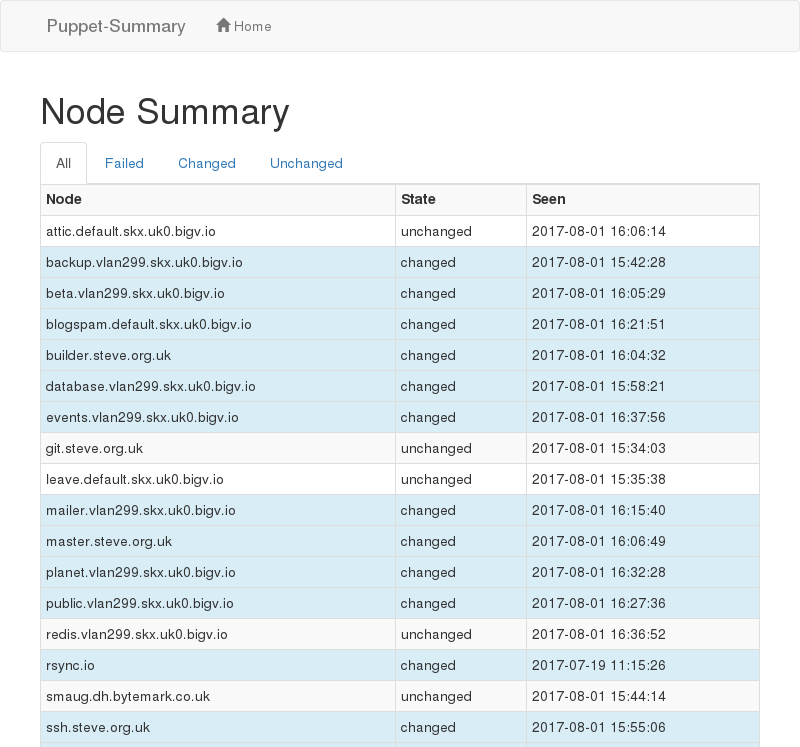 Puppet-Summary Home
Node Summary
All Failed Changed Unchanged
Node State Seen
attic.default.skx.uk0.bigv.io unchanged 2017-08-01 16:06:14
backup.vlan299.skx.uk0.bigv.io changed 2017-08-01 15:42:28
beta.vlan299.skx.uk0.bigv.io changed 2017-08-01 16:05:29
blogspam.default.skx.uk0.bigv.io changed 2017-08-01 16:21:51
builder.steve.org.uk changed 2017-08-01 16:04:32
database.vlan299.skx.uk0.bigv.io changed 2017-08-01 15:58:21
events.vlan299.skx.uk0.bigv.io changed 2017-08-01 16:37:56
git.steve.org.uk unchanged 2017-08-01 15:34:03
leave.default.skx.uk0.bigv.io unchanged 2017-08-01 15:35:38
mailer.vlan299.skx.uk0.bigv.io changed 2017-08-01 16:15:40
master.steve.org.uk changed 2017-08-01 16:06:49
planet.vlan299.skx.uk0.bigv.io changed 2017-08-01 16:32:28
public.vlan299.skx.uk0.bigv.io changed 2017-08-01 16:27:36
redis.vlan299.skx.uk0.bigv.io unchanged 2017-08-01 16:36:52
rsync.io changed 2017-07-19 11:15:26
smaug.dh.bytemark.co.uk unchanged 2017-08-01 15:44:14
ssh.steve.org.uk changed 2017-08-01 15:55:06